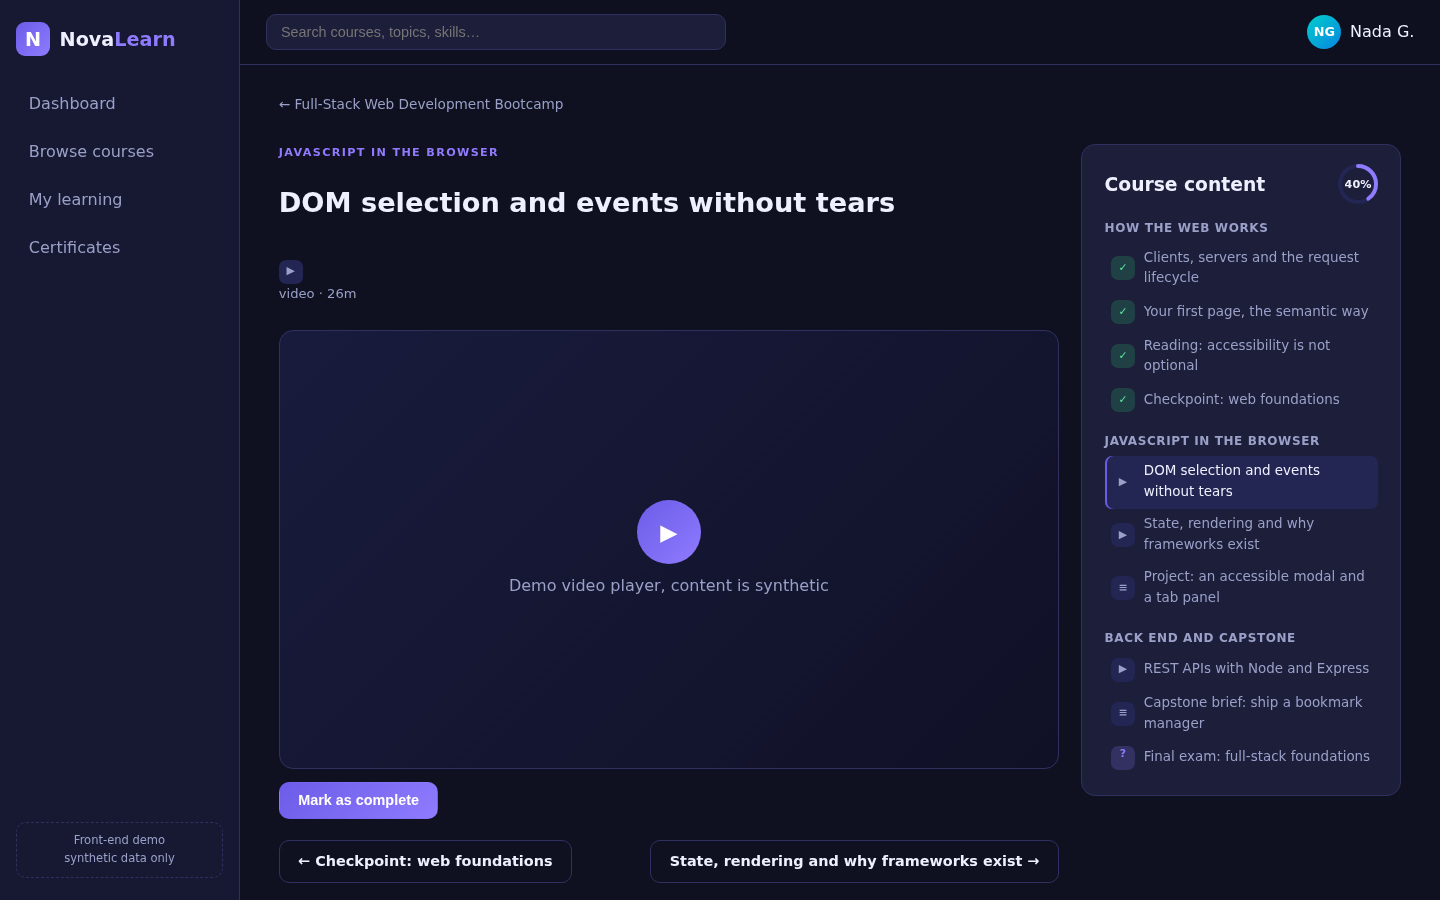 N NovaLearn
Dashboard
Browse courses
My learning
Certificates
Front-end demo
synthetic data only
Search courses, topics, skills…
NG Nada G.
← Full-Stack Web Development Bootcamp
JAVASCRIPT IN THE BROWSER
DOM selection and events without tears
▶
video · 26m
▶
Demo video player, content is synthetic
Mark as complete
← Checkpoint: web foundations
State, rendering and why frameworks exist →
Course content
40%
HOW THE WEB WORKS
✓ Clients, servers and the request
lifecycle
✓ Your first page, the semantic way
✓ Reading: accessibility is not
optional
✓ Checkpoint: web foundations
JAVASCRIPT IN THE BROWSER
▶ DOM selection and events
without tears
▶ State, rendering and why
frameworks exist
≡ Project: an accessible modal and
a tab panel
BACK END AND CAPSTONE
▶ REST APIs with Node and Express
≡ Capstone brief: ship a bookmark
manager
? Final exam: full-stack foundations